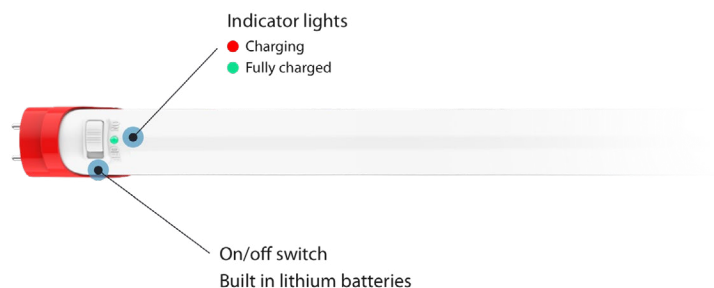 Indicator lights
Charging
Fully charged
On/off switch
Built in lithium batteries